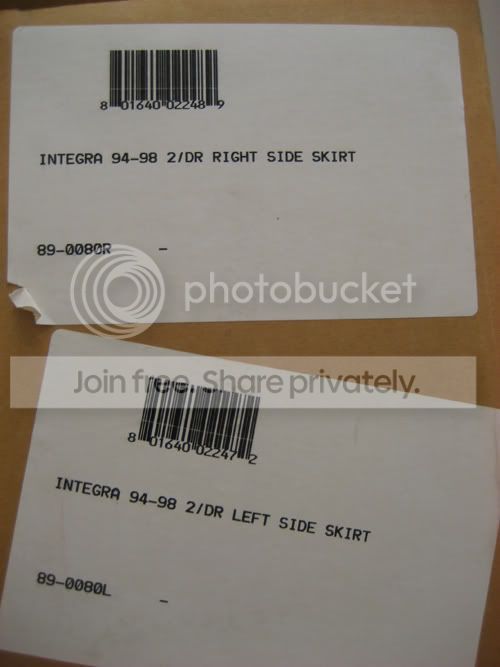 8 01640 02248 9
INTEGRA 94-98 2/DR RIGHT SIDE SKIRT
89-0080R -
photobucket
Join free. Share privately.
8 01640 02247 2
INTEGRA 94-98 2/DR LEFT SIDE SKIRT
89-0080L -